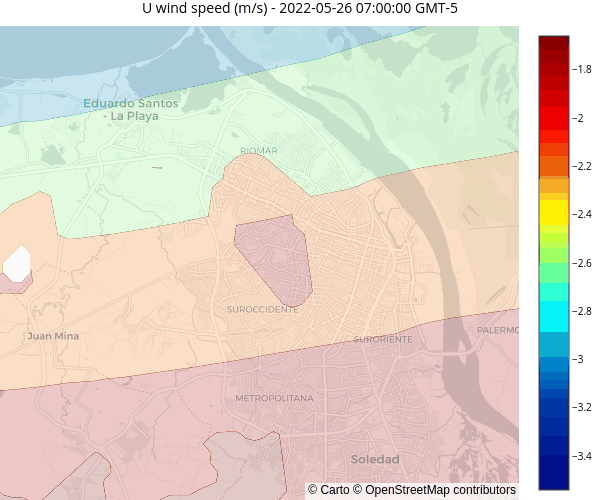 U wind speed (m/s) - 2022-05-26 07:00:00 GMT-5
−1.8
−2
−2.2
−2.4
−2.6
−2.8
−3
−3.2
−3.4
Eduardo Santos
- La Playa
RIOMAR
SUROCCIDENTE
Juan Mina
SURORIENTE
PALERMO
METROPOLITANA
Soledad
© Carto © OpenStreetMap contributors